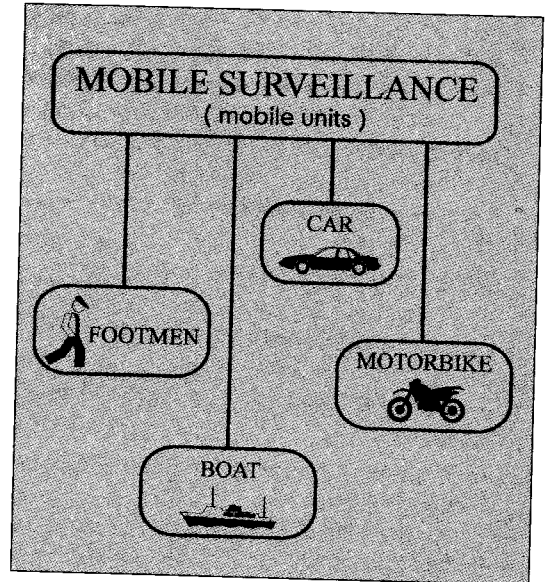 MOBILE SURVEILLANCE
( mobile units )
CAR
FOOTMEN
MOTORBIKE
BOAT